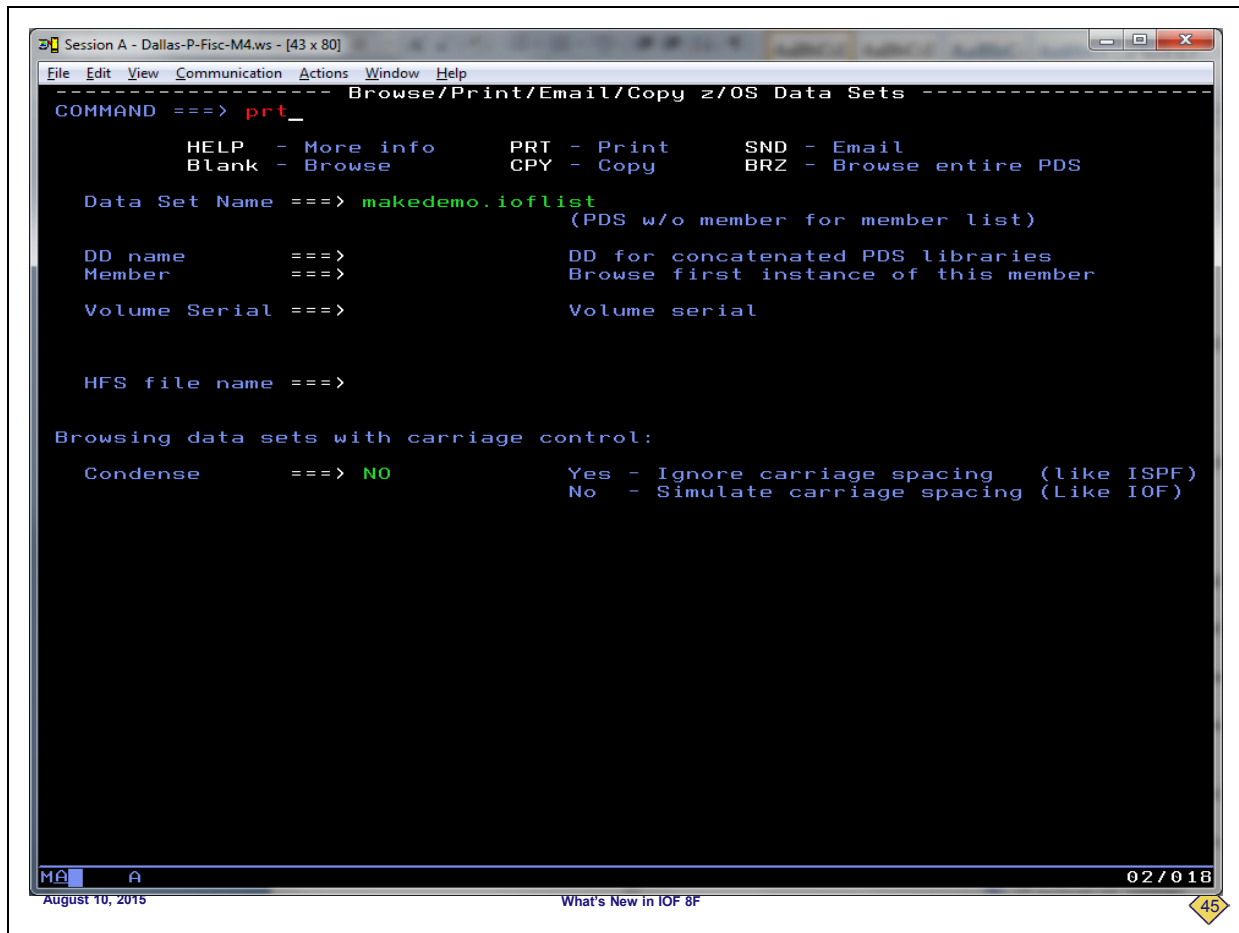 Session A - Dallas-P-Fisc-M4.ws - [43 x 80]
File Edit View Communication Actions Window Help
------------------- Browse/Print/Email/Copy z/OS Data Sets --------------------
COMMAND ===> prt_
HELP - More info PRT - Print SND - Email
Blank - Browse CPY - Copy BRZ - Browse entire PDS
Data Set Name ===> makedemo.ioflist
(PDS w/o member for member list)
DD name ===> DD for concatenated PDS libraries
Member ===> Browse first instance of this member
Volume Serial ===> Volume serial
HFS file name ===>
Browsing data sets with carriage control:
Condense ===> NO Yes - Ignore carriage spacing (like ISPF)
No - Simulate carriage spacing (Like IOF)
MA A 02/018
August 10, 2015 What's New in IOF 8F 45